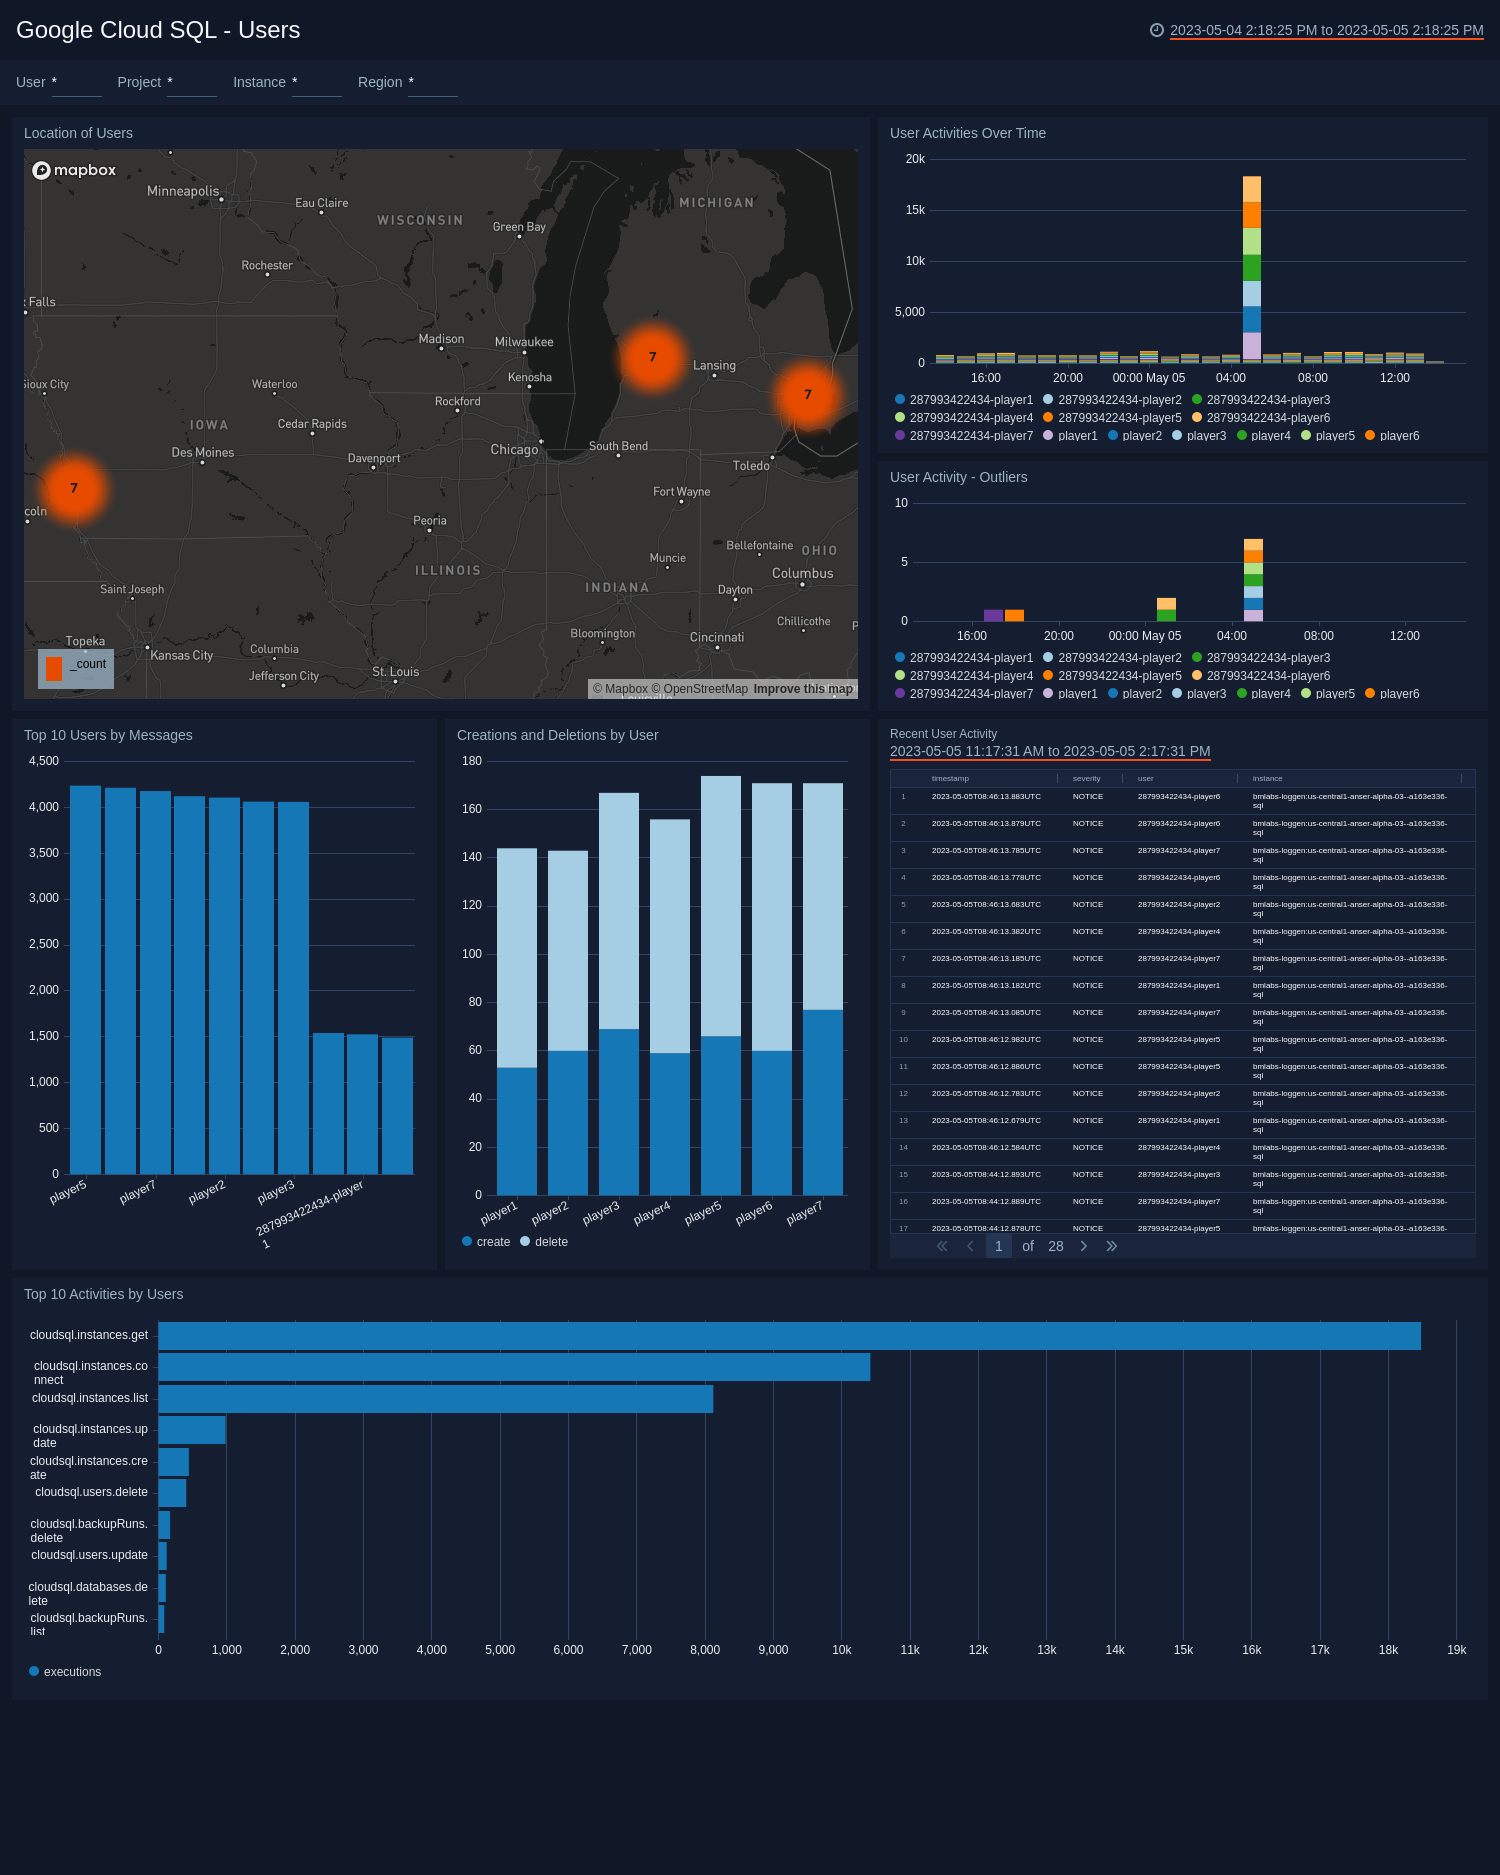 Google Cloud SQL - Users
2023-05-04 2:18:25 PM to 2023-05-05 2:18:25 PM
User * Project * Instance * Region *
Location of Users
mapbox
Minneapolis
Eau Claire
WISCONSIN
MICHIGAN
Green Bay
Rochester
Falls
Madison
Milwaukee
7
Lansing
Sioux City
Waterloo
Kenosha
7
Rockford
IOWA
Cedar Rapids
Des Moines
Davenport
Chicago
South Bend
Toledo
7
coln
Fort Wayne
Peoria
Bellefontaine
OHIO
ILLINOIS
Muncie
Columbus
INDIANA
Saint Joseph
Dayton
Chillicothe
Topeka
Kansas City
Columbia
Bloomington
Cincinnati
P
_count
Jefferson City
St. Louis
© Mapbox © OpenStreetMap Improve this map
User Activities Over Time
20k
15k
10k
5,000
0
16:00 20:00 00:00 May 05 04:00 08:00 12:00
287993422434-player1 287993422434-player2 287993422434-player3
287993422434-player4 287993422434-player5 287993422434-player6
287993422434-player7 player1 player2 player3 player4 player5 player6
User Activity - Outliers
10
5
0
16:00 20:00 00:00 May 05 04:00 08:00 12:00
287993422434-player1 287993422434-player2 287993422434-player3
287993422434-player4 287993422434-player5 287993422434-player6
287993422434-player7 player1 player2 player3 player4 player5 player6
Top 10 Users by Messages
4,500
4,000
3,500
3,000
2,500
2,000
1,500
1,000
500
0
player5 player7 player2 player3 287993422434-player
1
Creations and Deletions by User
180
160
140
120
100
80
60
40
20
0
player1 player2 player3 player4 player5 player6 player7
create delete
Recent User Activity
2023-05-05 11:17:31 AM to 2023-05-05 2:17:31 PM
timestamp severity user instance
1 2023-05-05T08:46:13.883UTC NOTICE 287993422434-player6 bmlabs-loggen:us-central1-anser-alpha-03--a163e336-
sql
2 2023-05-05T08:46:13.879UTC NOTICE 287993422434-player6 bmlabs-loggen:us-central1-anser-alpha-03--a163e336-
sql
3 2023-05-05T08:46:13.785UTC NOTICE 287993422434-player7 bmlabs-loggen:us-central1-anser-alpha-03--a163e336-
sql
4 2023-05-05T08:46:13.778UTC NOTICE 287993422434-player6 bmlabs-loggen:us-central1-anser-alpha-03--a163e336-
sql
5 2023-05-05T08:46:13.683UTC NOTICE 287993422434-player2 bmlabs-loggen:us-central1-anser-alpha-03--a163e336-
sql
6 2023-05-05T08:46:13.382UTC NOTICE 287993422434-player4 bmlabs-loggen:us-central1-anser-alpha-03--a163e336-
sql
7 2023-05-05T08:46:13.185UTC NOTICE 287993422434-player7 bmlabs-loggen:us-central1-anser-alpha-03--a163e336-
sql
8 2023-05-05T08:46:13.182UTC NOTICE 287993422434-player1 bmlabs-loggen:us-central1-anser-alpha-03--a163e336-
sql
9 2023-05-05T08:46:13.085UTC NOTICE 287993422434-player7 bmlabs-loggen:us-central1-anser-alpha-03--a163e336-
sql
10 2023-05-05T08:46:12.982UTC NOTICE 287993422434-player5 bmlabs-loggen:us-central1-anser-alpha-03--a163e336-
sql
11 2023-05-05T08:46:12.886UTC NOTICE 287993422434-player5 bmlabs-loggen:us-central1-anser-alpha-03--a163e336-
sql
12 2023-05-05T08:46:12.783UTC NOTICE 287993422434-player2 bmlabs-loggen:us-central1-anser-alpha-03--a163e336-
sql
13 2023-05-05T08:46:12.679UTC NOTICE 287993422434-player1 bmlabs-loggen:us-central1-anser-alpha-03--a163e336-
sql
14 2023-05-05T08:46:12.584UTC NOTICE 287993422434-player4 bmlabs-loggen:us-central1-anser-alpha-03--a163e336-
sql
15 2023-05-05T08:44:12.893UTC NOTICE 287993422434-player3 bmlabs-loggen:us-central1-anser-alpha-03--a163e336-
sql
16 2023-05-05T08:44:12.889UTC NOTICE 287993422434-player7 bmlabs-loggen:us-central1-anser-alpha-03--a163e336-
sql
17 2023-05-05T08:44:12.878UTC NOTICE 287993422434-player5 bmlabs-loggen:us-central1-anser-alpha-03--a163e336-
1 of 28
Top 10 Activities by Users
cloudsql.instances.get
cloudsql.instances.co
nnect
cloudsql.instances.list
cloudsql.instances.up
date
cloudsql.instances.cre
ate
cloudsql.users.delete
cloudsql.backupRuns.
delete
cloudsql.users.update
cloudsql.databases.de
lete
cloudsql.backupRuns.
list
0 1,000 2,000 3,000 4,000 5,000 6,000 7,000 8,000 9,000 10k 11k 12k 13k 14k 15k 16k 17k 18k 19k
executions